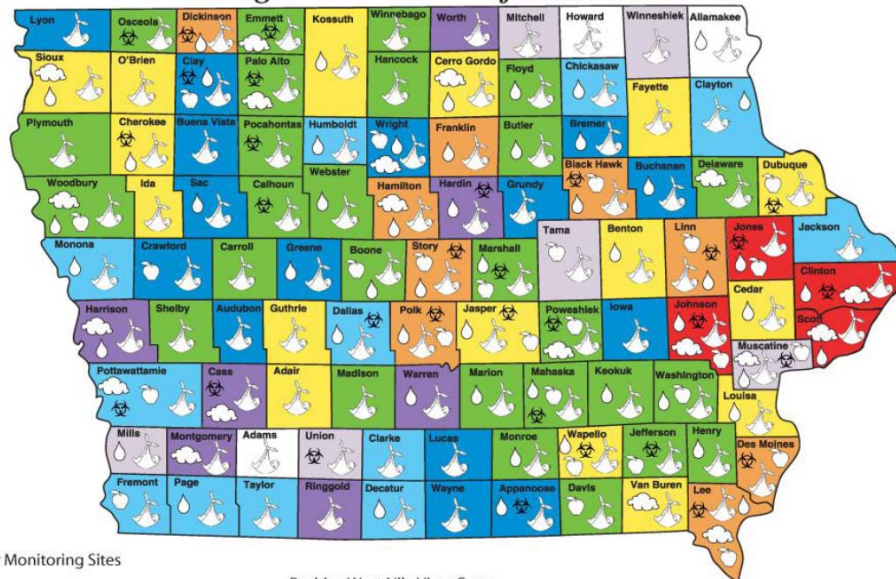 Lyon Osceola Dickinson Emmett Kossuth Winnebago Worth Mitchell Howard Winneshiek Allamakee
Sioux O'Brien Clay Palo Alto Hancock Cerro Gordo Floyd Chickasaw Fayette Clayton
Plymouth Cherokee Buena Vista Pocahontas Humboldt Wright Franklin Butler Bremer
Woodbury Ida Sac Calhoun Webster Hamilton Hardin Grundy Black Hawk Buchanan Delaware Dubuque
Monona Crawford Carroll Greene Boone Story Marshall Tama Benton Linn Jones Jackson
Clinton
Harrison Shelby Audubon Guthrie Dallas Polk Jasper Poweshiek Iowa Johnson Cedar Scott
Muscatine
Pottawattamie Cass Adair Madison Warren Marion Mahaska Keokuk Washington Louisa
Mills Montgomery Adams Union Clarke Lucas Monroe Wapello Jefferson Henry Des Moines
Fremont Page Taylor Ringgold Decatur Wayne Appanoose Davis Van Buren Lee
Monitoring Sites